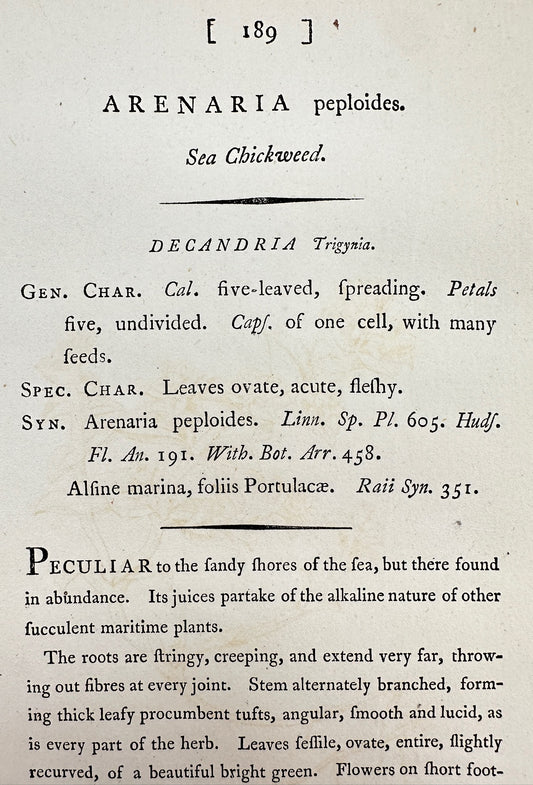 [ 189 ]
ARENARIA peploides.
Sea Chickweed.
DECANDRIA Trigynia.
GEN. CHAR. Cal. five-leaved, ſpreading. Petals
five, undivided. Capſ. of one cell, with many
ſeeds.
SPEC. CHAR. Leaves ovate, acute, fleſhy.
SYN. Arenaria peploides. Linn. Sp. Pl. 605. Hudſ.
Fl. An. 191. With. Bot. Arr. 458.
Alſine marina, foliis Portulacæ. Raii Syn. 351.
PECULIAR to the ſandy ſhores of the ſea, but there found
in abundance. Its juices partake of the alkaline nature of other
ſucculent maritime plants.
The roots are ſtringy, creeping, and extend very far, throw-
ing out fibres at every joint. Stem alternately branched, form-
ing thick leafy procumbent tufts, angular, ſmooth and lucid, as
is every part of the herb. Leaves ſeſſile, ovate, entire, ſlightly
recurved, of a beautiful bright green. Flowers on ſhort foot-